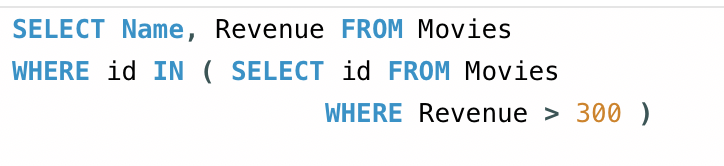 SELECT Name, Revenue FROM Movies
WHERE id IN ( SELECT id FROM Movies
WHERE Revenue > 300 )